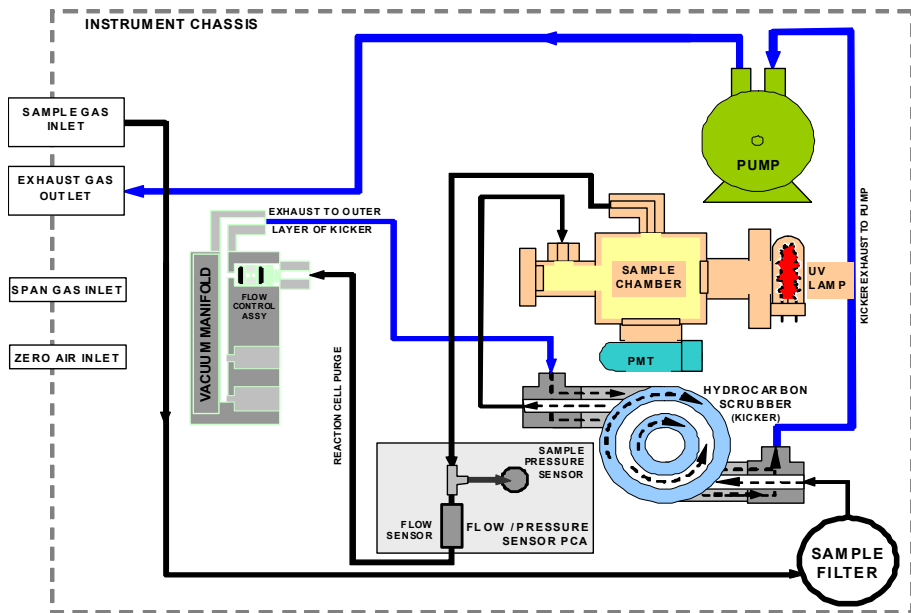 INSTRUMENT CHASSIS
SAMPLE GAS
INLET
EXHAUST GAS
OUTLET
SPAN GAS INLET
ZERO AIR INLET
EXHAUST TO OUTER
LAYER OF KICKER
VACUUM MANIFOLD
FLOW
CONTROL
ASSY
REACTION CELL PURGE
PUMP
KICKER EXHAUST TO PUMP
SAMPLE
CHAMBER
UV
LAMP
PMT
HYDROCARBON
SCRUBBER
(KICKER)
SAMPLE
PRESSURE
SENSOR
FLOW
SENSOR
FLOW / PRESSURE
SENSOR PCA
SAMPLE
FILTER